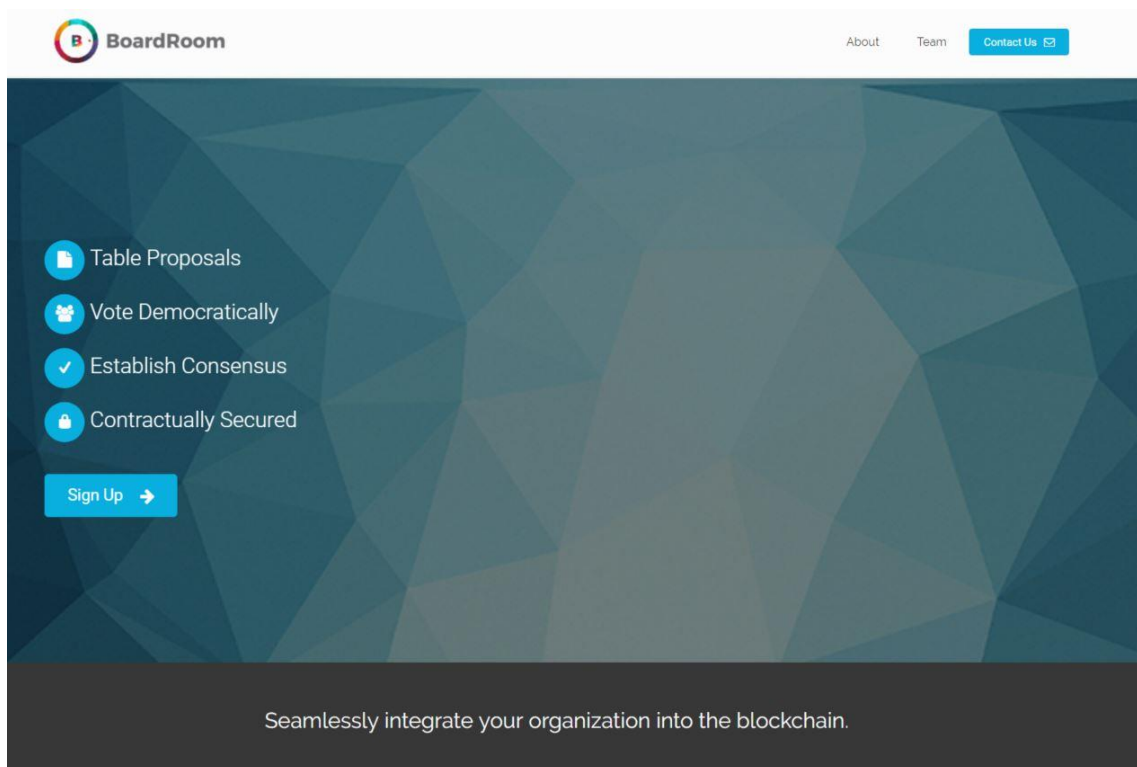 B BoardRoom
About Team Contact Us
Table Proposals
Vote Democratically
Establish Consensus
Contractually Secured
Sign Up
Seamlessly integrate your organization into the blockchain.